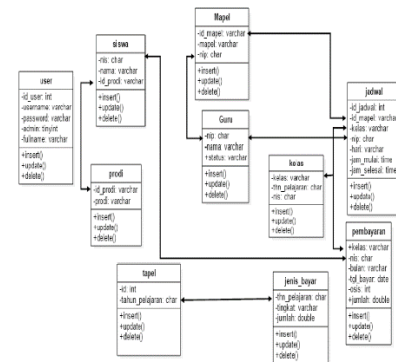 user
-id_user: int
-username: varchar
-password: varchar
-admin: tinyint
-fullname: varchar
+insert()
+update()
+delete()
siswa
-nis: char
-nama: varchar
-id_prodi: varchar
+insert()
+update()
+delete()
prodi
-id_prodi: varchar
-prodi: varchar
+insert()
+update()
+delete()
Mapel
-id_mapel: varchar
-mapel: varchar
-nip: char
+insert()
+update()
+delete()
Guru
-nip: char
-nama: varchar
+status: varchar
+insert()
+update()
+delete()
kelas
-kelas: varchar
-thn_pelajaran: char
-nis: char
+insert()
+update()
+delete()
jadwal
-id_jadwal: int
-id_mapel: varchar
-kelas: varchar
-nip: char
-hari: varchar
-jam_mulai: time
-jam_selesai: time
+insert()
+update()
+delete()
pembayaran
+kelas: varchar
-nis: char
-bulan: varchar
-tgl_bayar: date
-osis: int
+jumlah: double
+insert()
+update()
+delete()
tapel
-id: int
-tahun_pelajaran: char
+insert()
+update()
+delete()
jenis_bayar
-thn_pelajaran: char
-tingkat: varchar
-jumlah: double
+insert()
+update()
+delete()